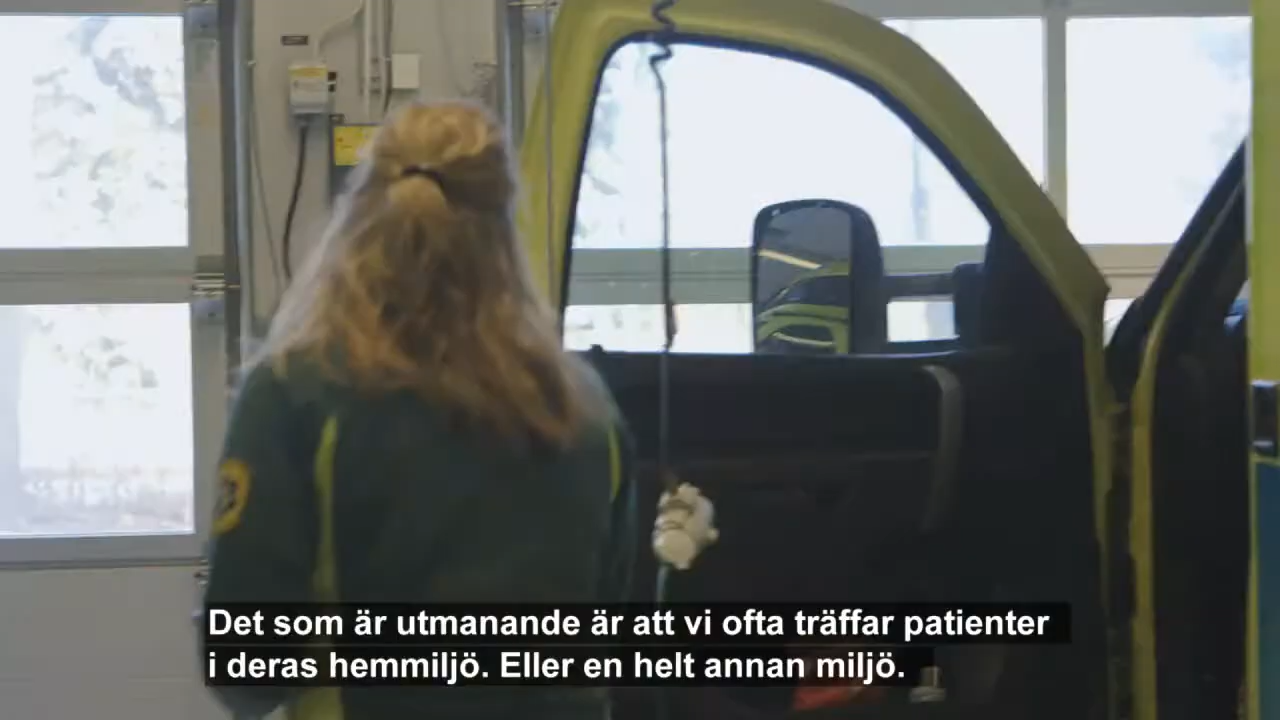 Det som är utmanande är att vi ofta träffar patienter
i deras hemmiljö. Eller en helt annan miljö.